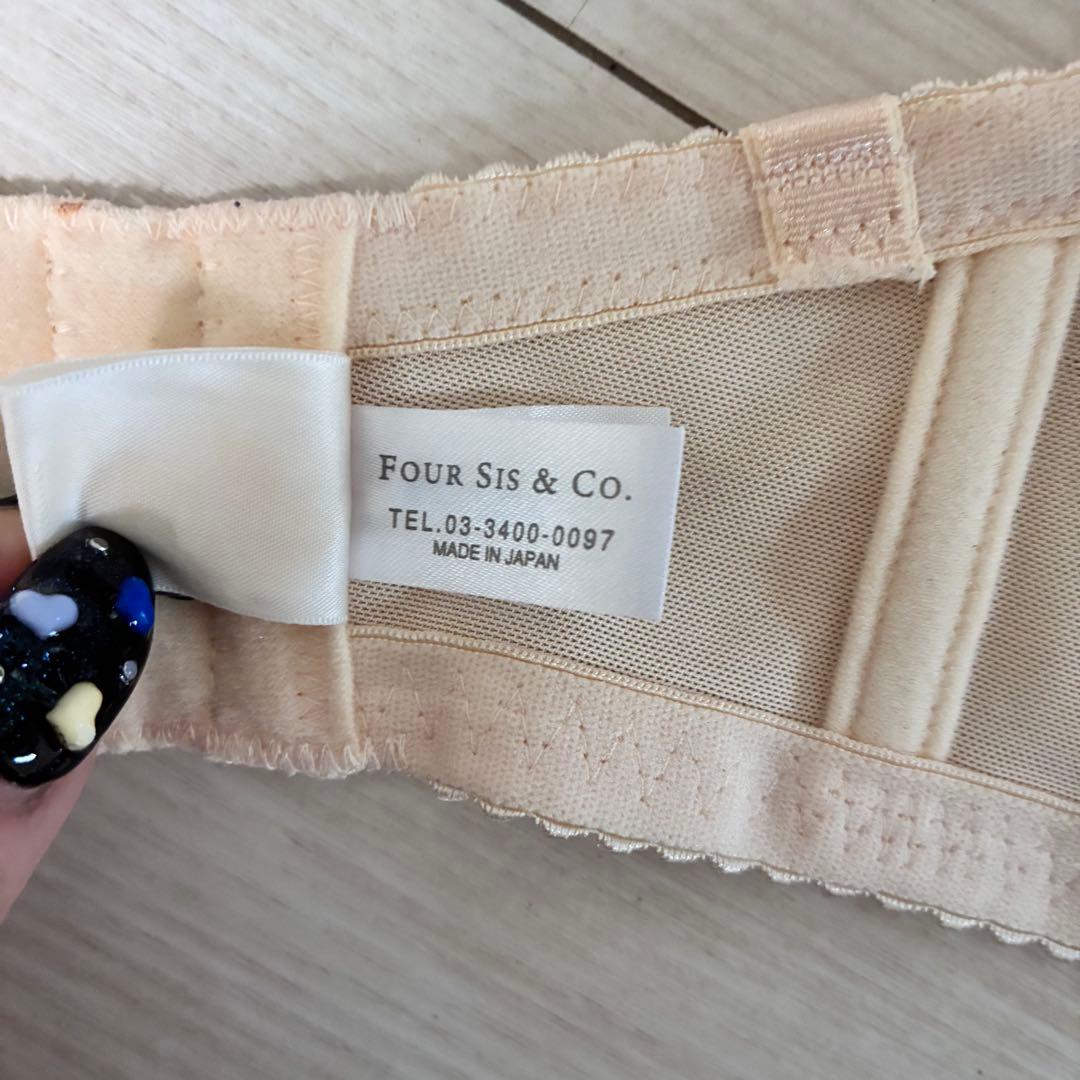 FOUR SIS & CO.
TEL.03-3400-0097
MADE IN JAPAN